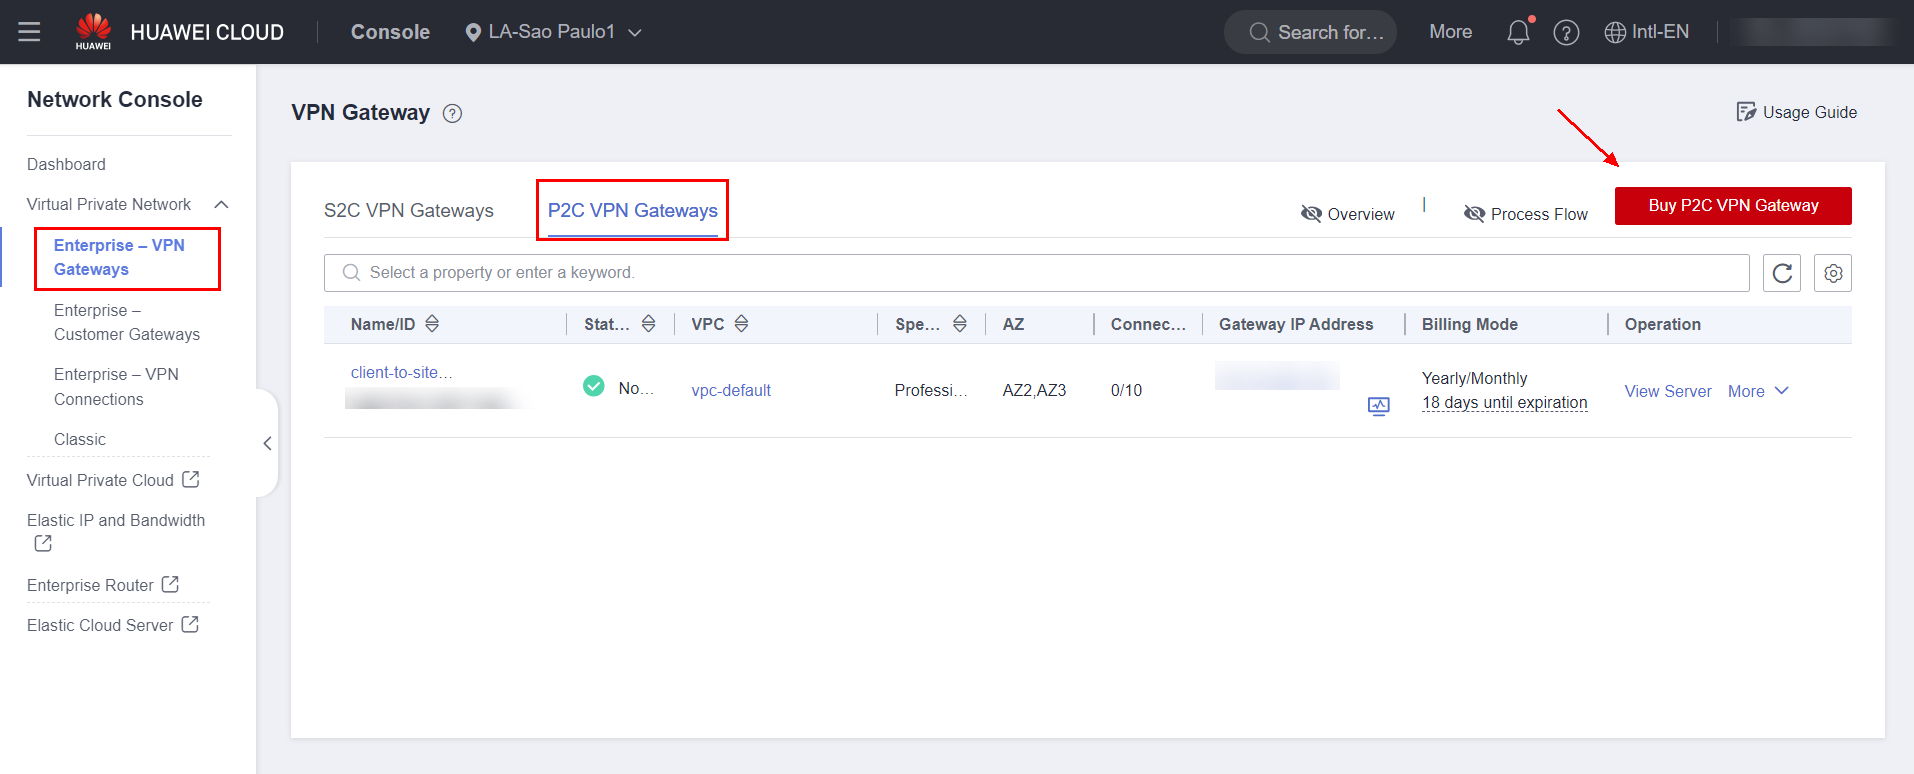 HUAWEI
HUAWEI CLOUD
Console
LA-Sao Paulo1
Search for...
More
Intl-EN
Network Console
Dashboard
Virtual Private Network
Enterprise – VPN
Gateways
Enterprise –
Customer Gateways
Enterprise – VPN
Connections
Classic
Virtual Private Cloud
Elastic IP and Bandwidth
Enterprise Router
Elastic Cloud Server
VPN Gateway
Usage Guide
S2C VPN Gateways
P2C VPN Gateways
Overview
Process Flow
Buy P2C VPN Gateway
Select a property or enter a keyword.
Name/ID
Stat...
VPC
Spe...
AZ
Connec...
Gateway IP Address
Billing Mode
Operation
client-to-site...
No...
vpc-default
Professi...
AZ2,AZ3
0/10
Yearly/Monthly
18 days until expiration
View Server
More